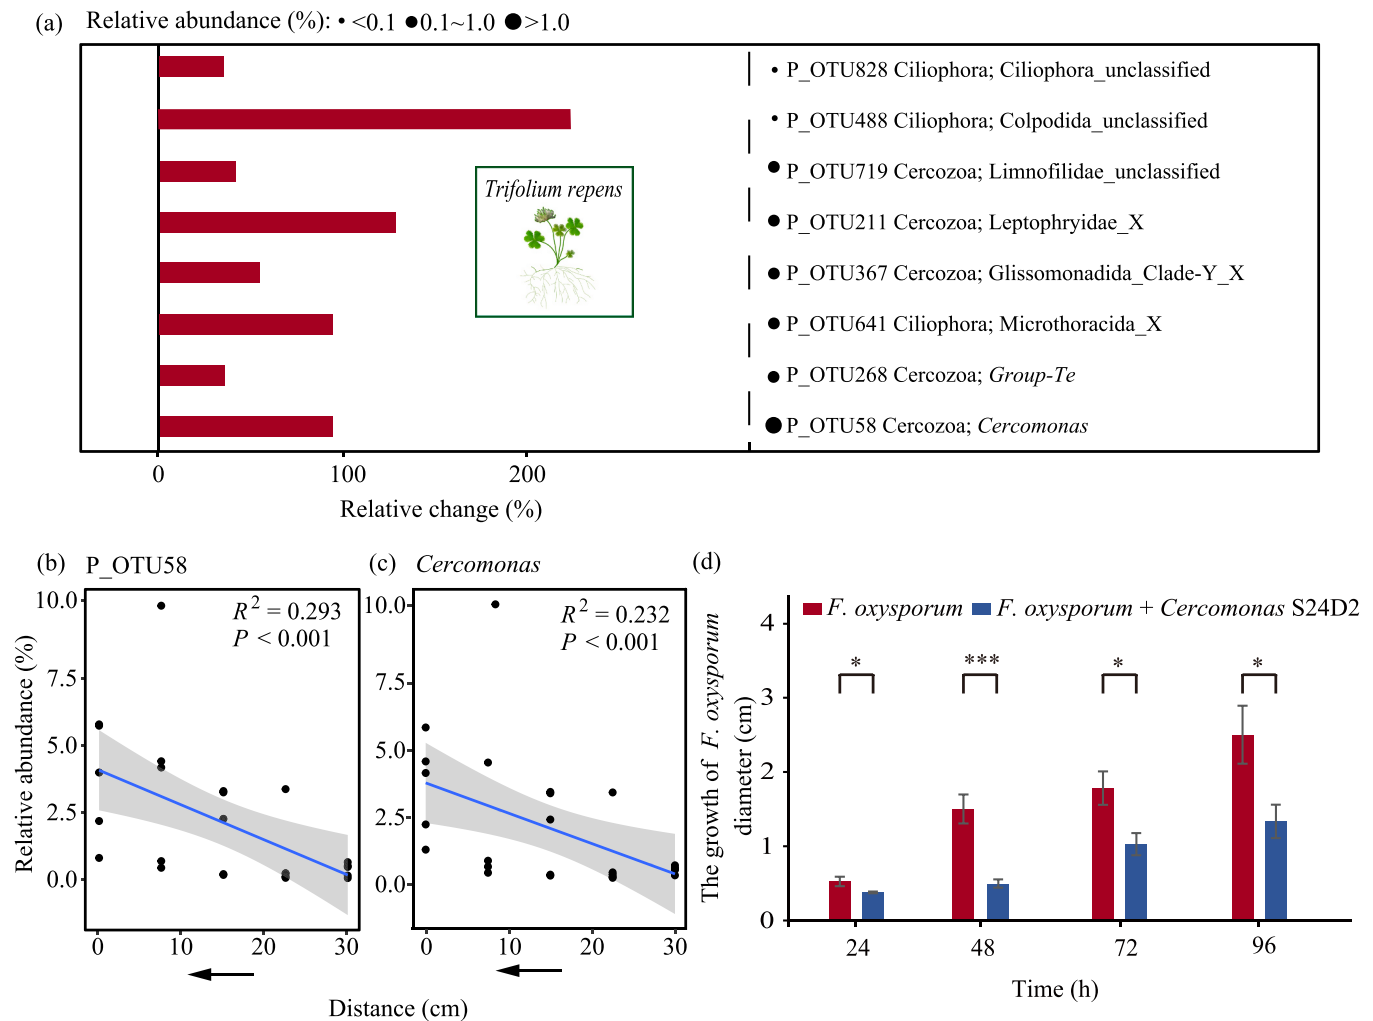 (a) Relative abundance (%): • <0.1 ●0.1~1.0 ●>1.0
P_OTU828 Ciliophora; Ciliophora_unclassified
P_OTU488 Ciliophora; Colpodida_unclassified
P_OTU719 Cercozoa; Limnofilidae_unclassified
Trifolium repens
P_OTU211 Cercozoa; Leptophryidae_X
P_OTU367 Cercozoa; Glissomonadida_Clade-Y_X
P_OTU641 Ciliophora; Microthoracida_X
P_OTU268 Cercozoa; Group-Te
P_OTU58 Cercozoa; Cercomonas
0 100 200
Relative change (%)
(b) P_OTU58
R² = 0.293
P < 0.001
10.0
7.5
5.0
2.5
0.0
Relative abundance (%)
0 10 20 30
(c) Cercomonas
R² = 0.232
P < 0.001
10.0
7.5
5.0
2.5
0.0
0 10 20 30
Distance (cm)
(d)
F. oxysporum F. oxysporum + Cercomonas S24D2
The growth of F. oxysporum
diameter (cm)
4
3
2
1
0
* *** * *
24 48 72 96
Time (h)